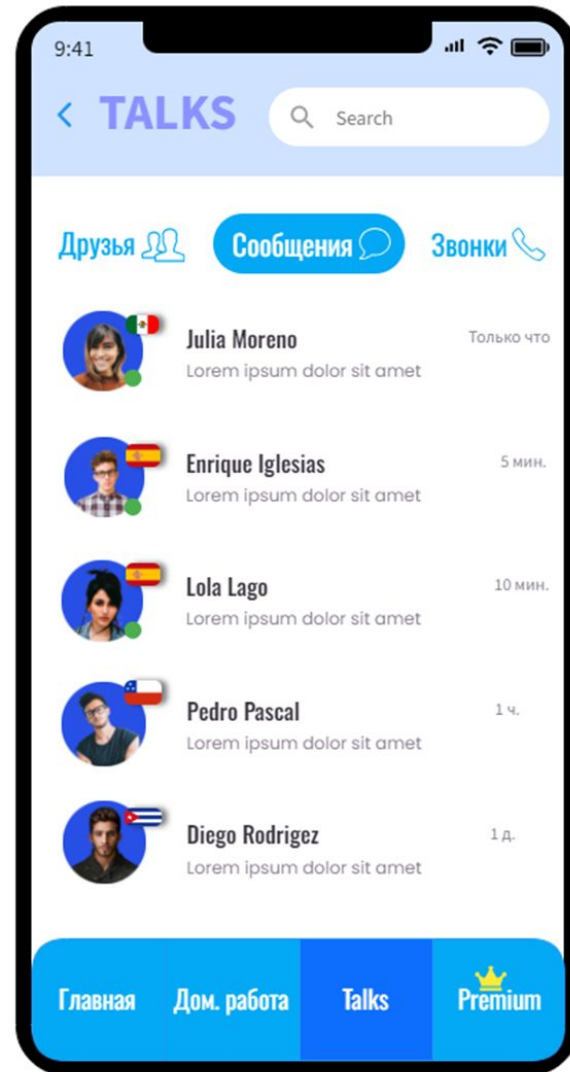 9:41
TALKS Search
Друзья Сообщения Звонки
Julia Moreno Только что
Lorem ipsum dolor sit amet
Enrique Iglesias 5 мин.
Lorem ipsum dolor sit amet
Lola Lago 10 мин.
Lorem ipsum dolor sit amet
Pedro Pascal 1 ч.
Lorem ipsum dolor sit amet
Diego Rodrigez 1 д.
Lorem ipsum dolor sit amet
Главная Дом. работа Talks Premium